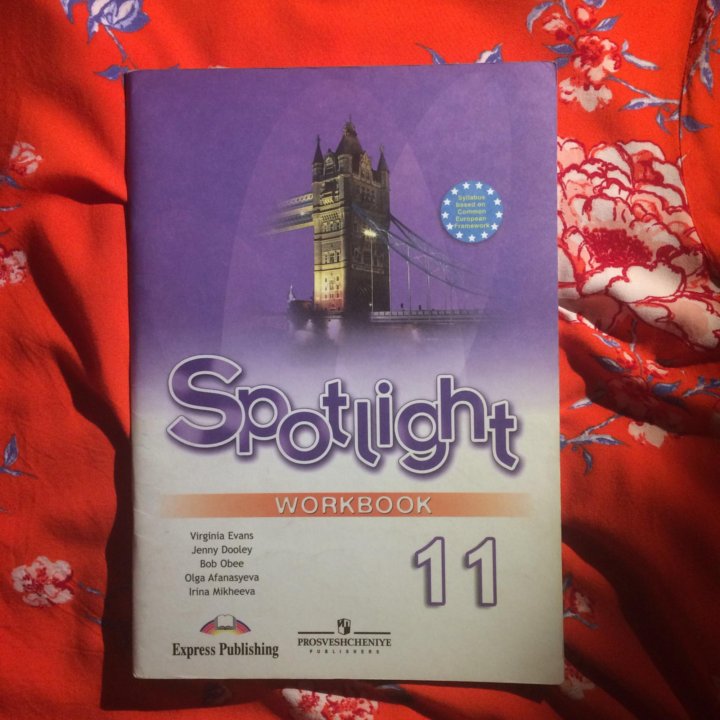 Syllabus
based on
Common
European
Framework
Spotlight
WORKBOOK
Virginia Evans
Jenny Dooley
Bob Obee
Olga Afanasyeva
Irina Mikheeva
11
Express Publishing
PROSVESHCHENIYE
PUBLISHERS